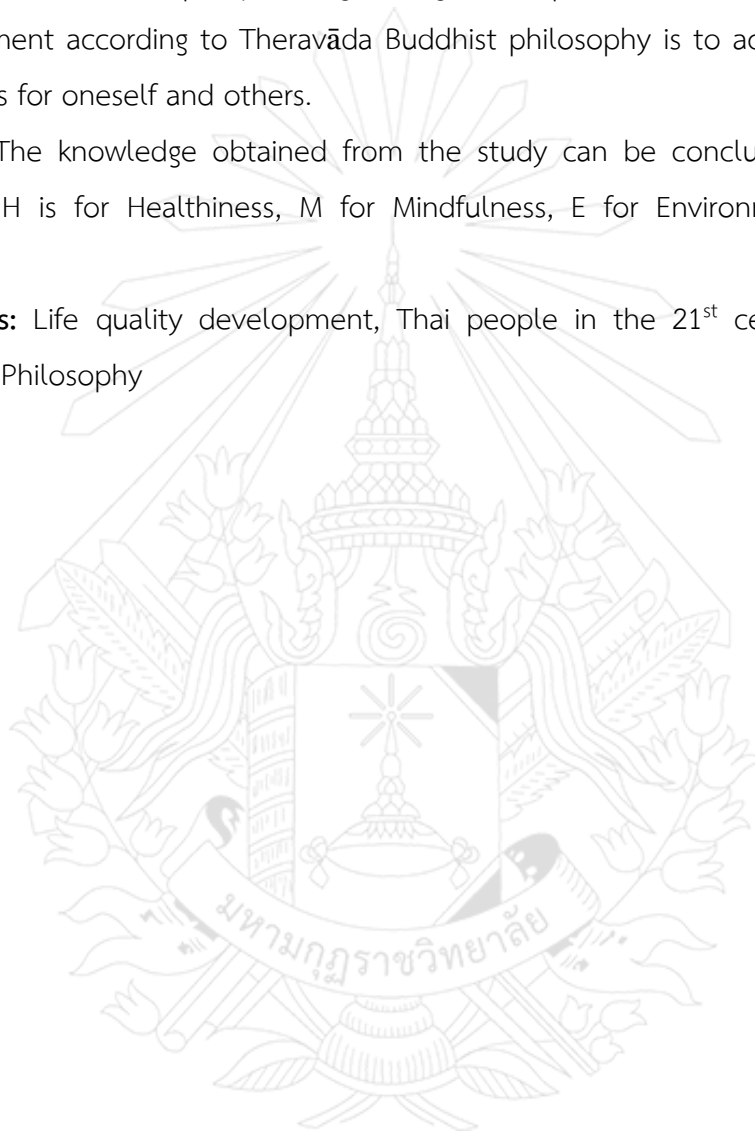 ment according to Theravāda Buddhist philosophy is to ac
s for oneself and others.
The knowledge obtained from the study can be conclu
H is for Healthiness, M for Mindfulness, E for Environr
s: Life quality development, Thai people in the 21st ce
Philosophy
มหามกุฏราชวิทยาลัย